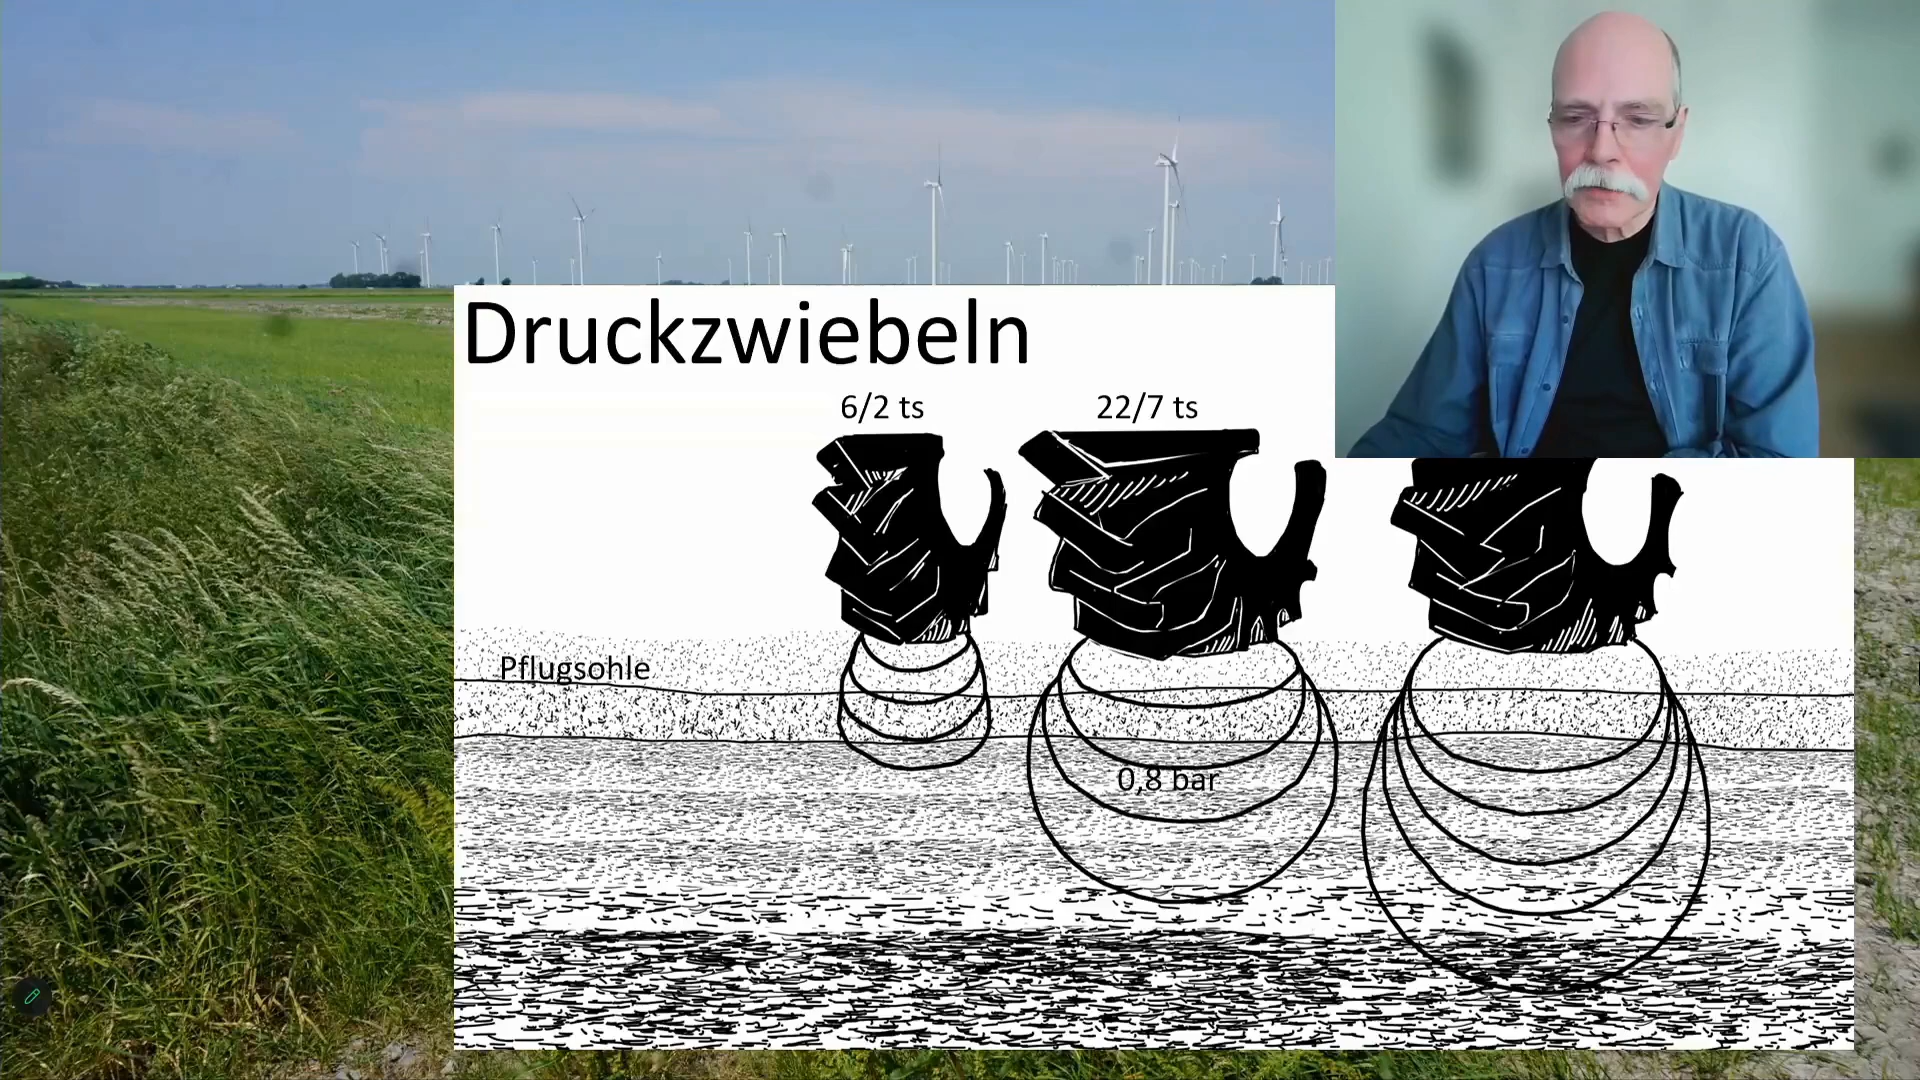 Druckzwiebeln
6/2 ts
22/7 ts
Pflugsohle
0,8 bar